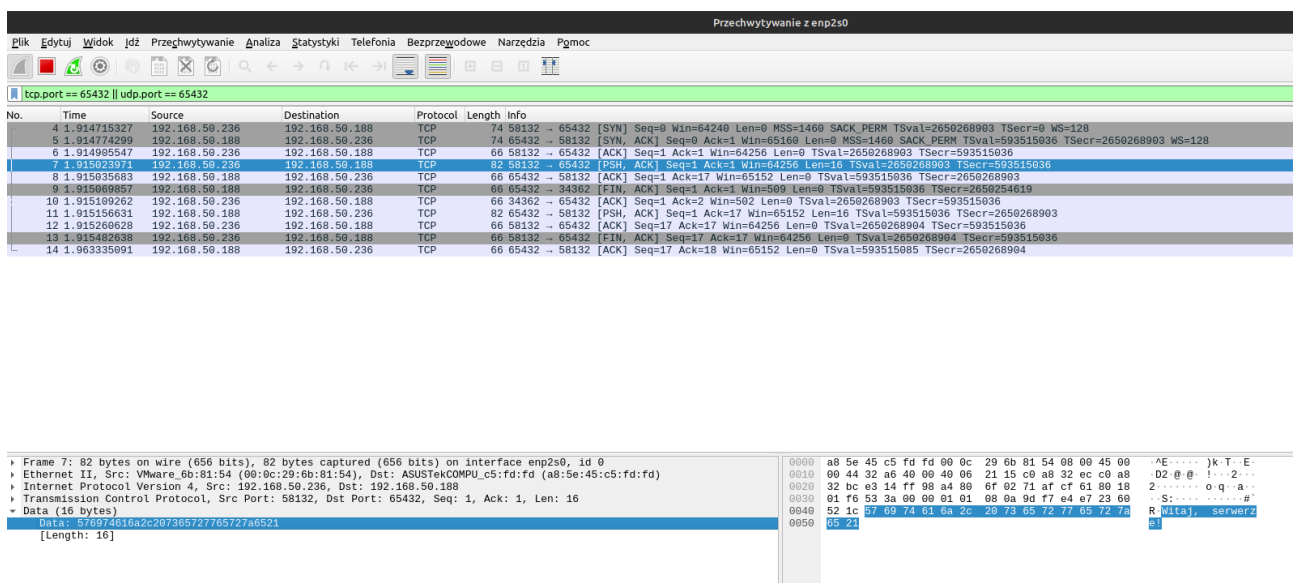 Przechwytywanie z enp2s0
Plik Edytuj Widok Idź Przechwytywanie Analiza Statystyki Telefonia Bezprzewodowe Narzędzia Pomoc
tcp.port == 65432 || udp.port == 65432
No. Time Source Destination Protocol Length Info
4 1.914715327 192.168.50.236 192.168.50.188 TCP 74 58132 → 65432 [SYN] Seq=0 Win=64240 Len=0 MSS=1460 SACK_PERM TSval=2650268903 TSecr=0 WS=128
5 1.914774299 192.168.50.188 192.168.50.236 TCP 74 65432 → 58132 [SYN, ACK] Seq=0 Ack=1 Win=65160 Len=0 MSS=1460 SACK_PERM TSval=593515036 TSecr=2650268903 WS=128
6 1.914905547 192.168.50.236 192.168.50.188 TCP 66 58132 → 65432 [ACK] Seq=1 Ack=1 Win=64256 Len=0 TSval=2650268903 TSecr=593515036
7 1.915023971 192.168.50.236 192.168.50.188 TCP 82 58132 → 65432 [PSH, ACK] Seq=1 Ack=1 Win=64256 Len=16 TSval=2650268903 TSecr=593515036
8 1.915035683 192.168.50.188 192.168.50.236 TCP 66 65432 → 58132 [ACK] Seq=1 Ack=17 Win=65152 Len=0 TSval=593515036 TSecr=2650268903
9 1.915069857 192.168.50.188 192.168.50.236 TCP 66 65432 → 34362 [FIN, ACK] Seq=1 Ack=1 Win=509 Len=0 TSval=593515036 TSecr=2650254619
10 1.915109262 192.168.50.236 192.168.50.188 TCP 66 34362 → 65432 [ACK] Seq=1 Ack=2 Win=502 Len=0 TSval=2650268903 TSecr=593515036
11 1.915156631 192.168.50.188 192.168.50.236 TCP 82 65432 → 58132 [PSH, ACK] Seq=1 Ack=17 Win=65152 Len=16 TSval=593515036 TSecr=2650268903
12 1.915260628 192.168.50.236 192.168.50.188 TCP 66 58132 → 65432 [ACK] Seq=17 Ack=17 Win=64256 Len=0 TSval=2650268904 TSecr=593515036
13 1.915482638 192.168.50.236 192.168.50.188 TCP 66 58132 → 65432 [FIN, ACK] Seq=17 Ack=17 Win=64256 Len=0 TSval=2650268904 TSecr=593515036
14 1.963335091 192.168.50.188 192.168.50.236 TCP 66 65432 → 58132 [ACK] Seq=17 Ack=18 Win=65152 Len=0 TSval=593515085 TSecr=2650268904
Frame 7: 82 bytes on wire (656 bits), 82 bytes captured (656 bits) on interface enp2s0, id 0
Ethernet II, Src: VMware_6b:81:54 (00:0c:29:6b:81:54), Dst: ASUSTekCOMPU_c5:fd:fd (a8:5e:45:c5:fd:fd)
Internet Protocol Version 4, Src: 192.168.50.236, Dst: 192.168.50.188
Transmission Control Protocol, Src Port: 58132, Dst Port: 65432, Seq: 1, Ack: 1, Len: 16
Data (16 bytes)
Data: 576974616a2c207365727765727a6521
[Length: 16]
0000 a8 5e 45 c5 fd fd 00 0c 29 6b 81 54 08 00 45 00 ·^E····· )k·T··E·
0010 00 44 32 a6 40 00 40 06 21 15 c0 a8 32 ec c0 a8 ·D2·@·@· !···2···
0020 32 bc e3 14 ff 98 a4 80 6f 02 71 af cf 61 80 18 2······· o·q··a··
0030 01 f6 53 3a 00 00 01 01 08 0a 9d f7 e4 e7 23 60 ··S:···· ······#`
0040 52 1c 57 69 74 61 6a 2c 20 73 65 72 77 65 72 7a R·Witaj, serwerz
0050 65 21 e!